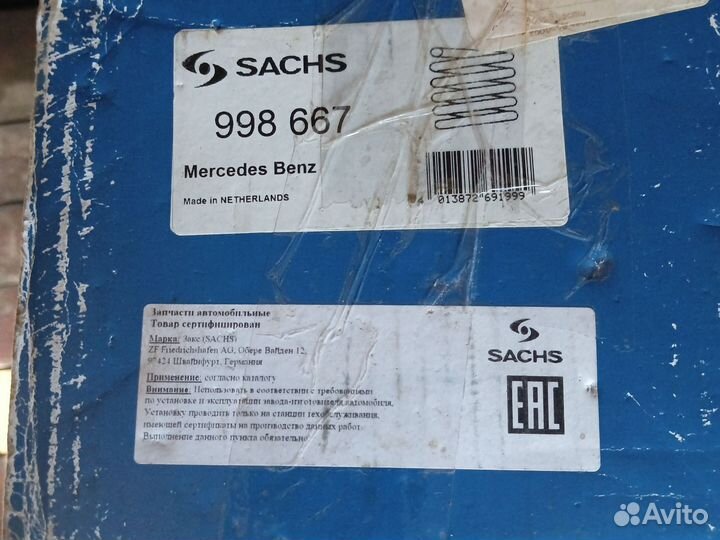 SACHS
998 667
Mercedes Benz
Made in NETHERLANDS
4 013872 691999
Запчасти автомобильные
Товар сертифицирован
Марка: Закс (SACHS)
ZF Friedrichshafen AG, Обере Вайден 12,
97424 Швайнфурт, Германия
Применение: согласно каталогу
Внимание: Использовать в соответствии с требованиями
по установке и эксплуатации завода-изготовителя автомобиля.
Установку проводить только на станции техобслуживания,
имеющей сертификаты на производство данных работ.
Выполнение данного пункта обязательно
SACHS
EAC
Avito